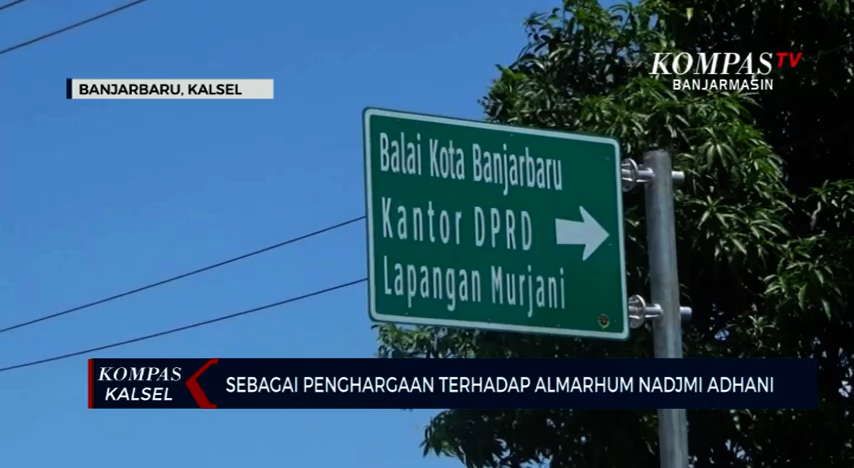 KOMPAS TV
BANJARMASIN
BANJARBARU, KALSEL
Balai Kota Banjarbaru
Kantor DPRD
Lapangan Murjani
KOMPAS
KALSEL
SEBAGAI PENGHARGAAN TERHADAP ALMARHUM NADJMI ADHANI